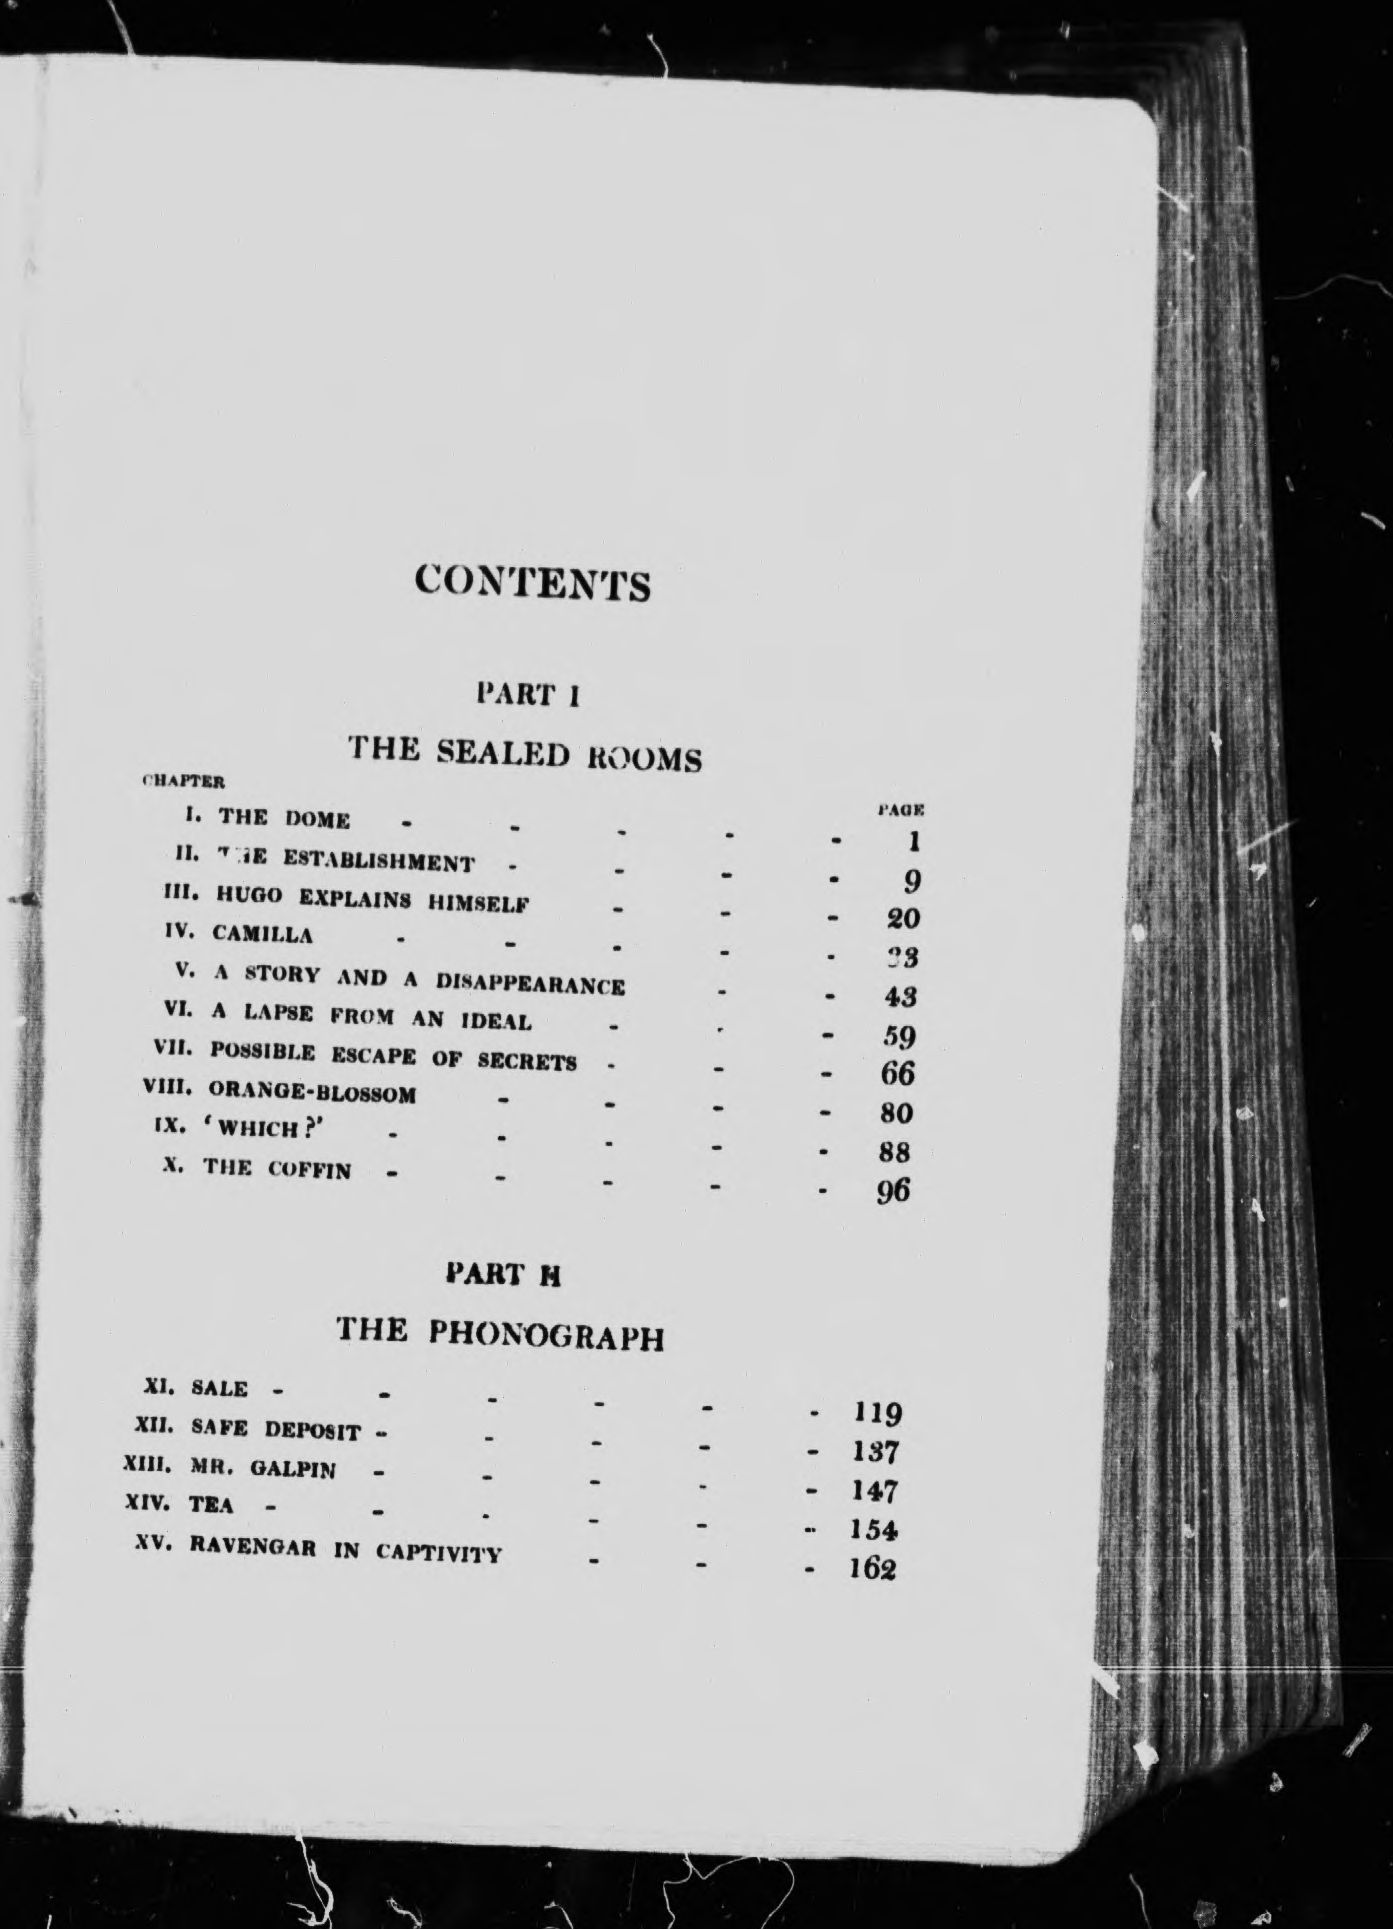 CONTENTS
PART I
THE SEALED ROOMS
CHAPTER PAGE
I. THE DOME - - - - - 1
II. THE ESTABLISHMENT - - - - 9
III. HUGO EXPLAINS HIMSELF - - - 20
IV. CAMILLA - - - - - 33
V. A STORY AND A DISAPPEARANCE - - 43
VI. A LAPSE FROM AN IDEAL - - - 59
VII. POSSIBLE ESCAPE OF SECRETS - - - 66
VIII. ORANGE-BLOSSOM - - - - 80
IX. ‘WHICH?’ - - - - - 88
X. THE COFFIN - - - - - 96
PART II
THE PHONOGRAPH
XI. SALE - - - - - - 119
XII. SAFE DEPOSIT - - - - - 137
XIII. MR. GALPIN - - - - - 147
XIV. TEA - - - - - - 154
XV. RAVENGAR IN CAPTIVITY - - - 162